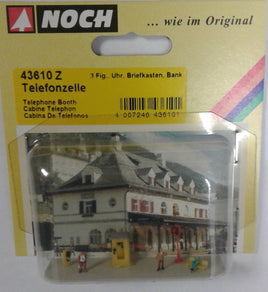 NOCH
... wie im Original
43610 Z
3 Fig., Uhr, Briefkasten, Bank
Telefonzelle
Telephone Booth
Cabine Telephon
Cabina De Telefonos
4 007246 436101